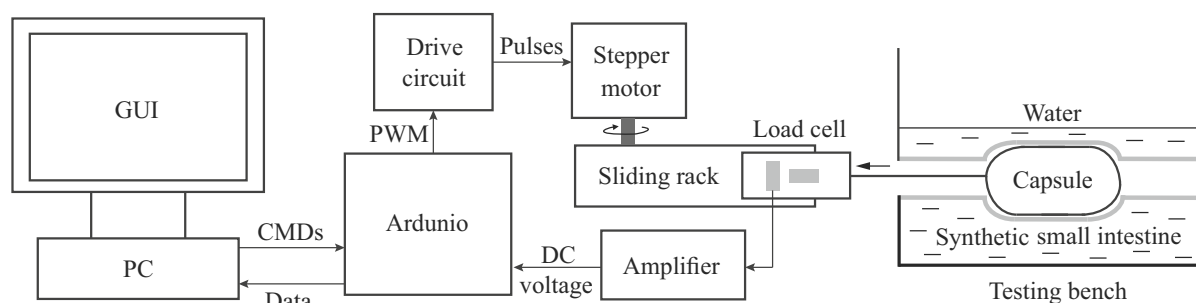 GUI
PC
CMDs
Data
Ardunio
PWM
Drive
circuit
Pulses
Stepper
motor
Sliding rack
Load cell
Amplifier
DC
voltage
Water
Capsule
Synthetic small intestine
Testing bench